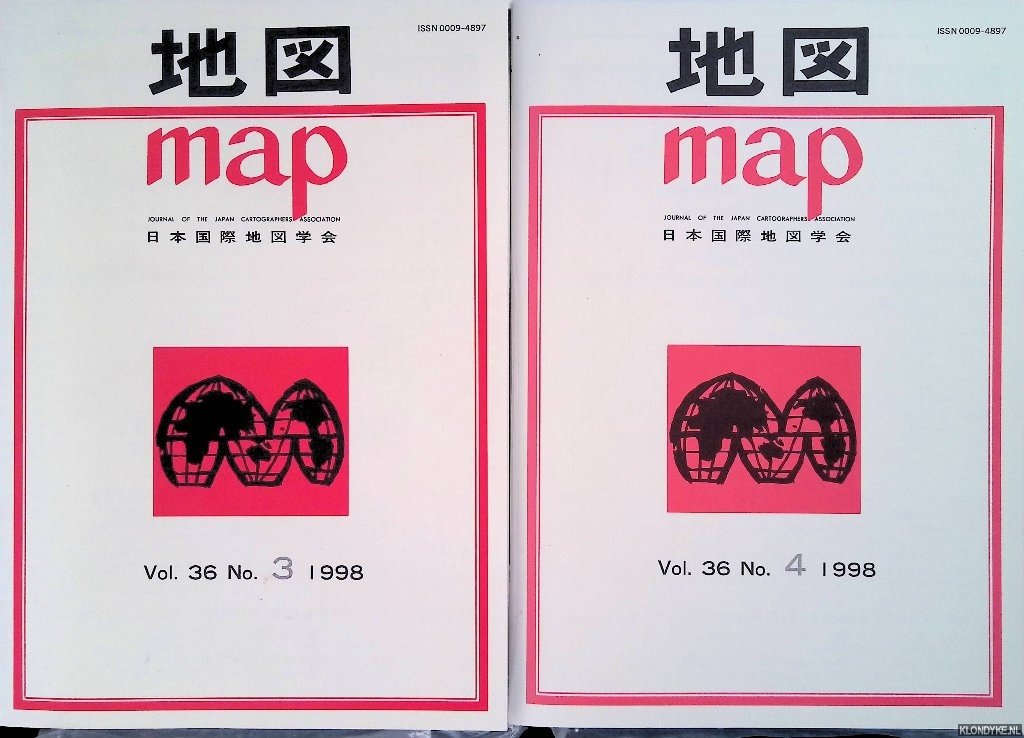 ISSN 0009-4897
地図
map
JOURNAL OF THE JAPAN CARTOGRAPHERS' ASSOCIATION
日本国際地図学会
Vol. 36 No. 3 1998
ISSN 0009-4897
地図
map
JOURNAL OF THE JAPAN CARTOGRAPHERS' ASSOCIATION
日本国際地図学会
Vol. 36 No. 4 1998
KLONDYKE.NL